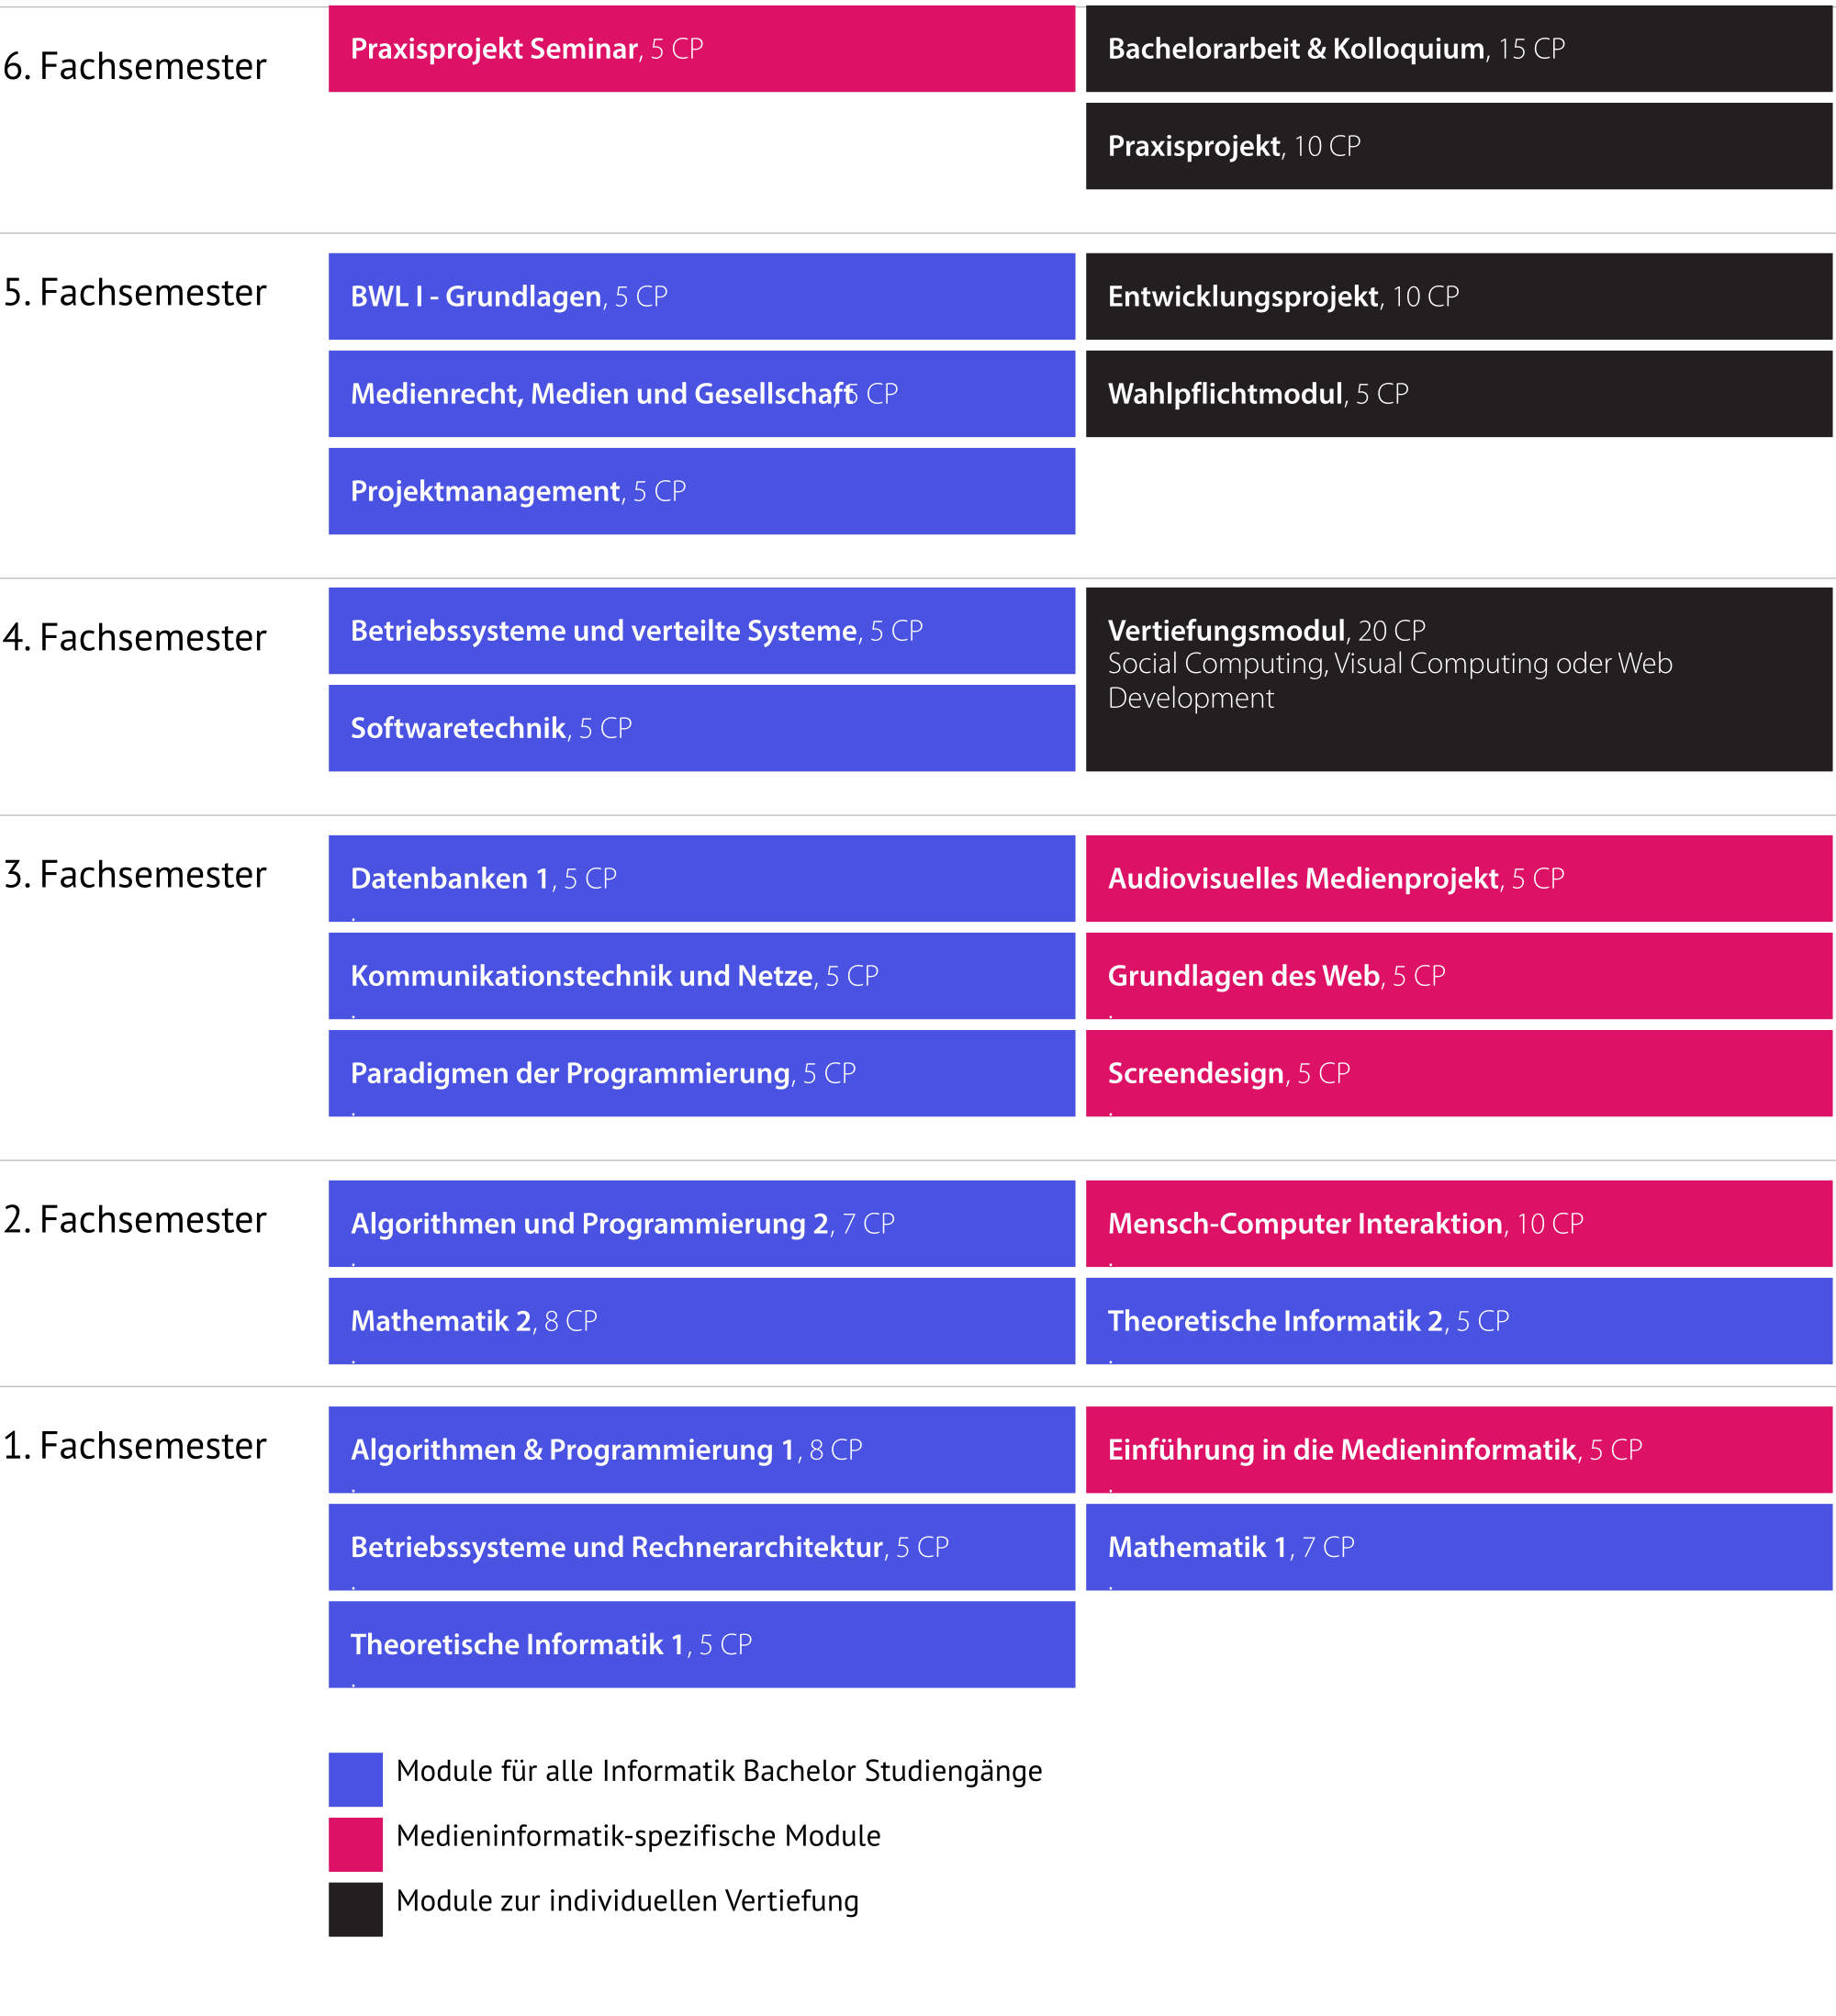 6. Fachsemester
Praxisprojekt Seminar, 5 CP
Bachelorarbeit & Kolloquium, 15 CP
Praxisprojekt, 10 CP
5. Fachsemester
BWL I - Grundlagen, 5 CP
Entwicklungsprojekt, 10 CP
Medienrecht, Medien und Gesellschaft, 5 CP
Wahlpflichtmodul, 5 CP
Projektmanagement, 5 CP
4. Fachsemester
Betriebssysteme und verteilte Systeme, 5 CP
Softwaretechnik, 5 CP
Vertiefungsmodul, 20 CP
Social Computing, Visual Computing oder Web
Development
3. Fachsemester
Datenbanken 1, 5 CP
Audiovisuelles Medienprojekt, 5 CP
Kommunikationstechnik und Netze, 5 CP
Grundlagen des Web, 5 CP
Paradigmen der Programmierung, 5 CP
Screendesign, 5 CP
2. Fachsemester
Algorithmen und Programmierung 2, 7 CP
Mensch-Computer Interaktion, 10 CP
Mathematik 2, 8 CP
Theoretische Informatik 2, 5 CP
1. Fachsemester
Algorithmen & Programmierung 1, 8 CP
Einführung in die Medieninformatik, 5 CP
Betriebssysteme und Rechnerarchitektur, 5 CP
Mathematik 1, 7 CP
Theoretische Informatik 1, 5 CP
Module für alle Informatik Bachelor Studiengänge
Medieninformatik-spezifische Module
Module zur individuellen Vertiefung